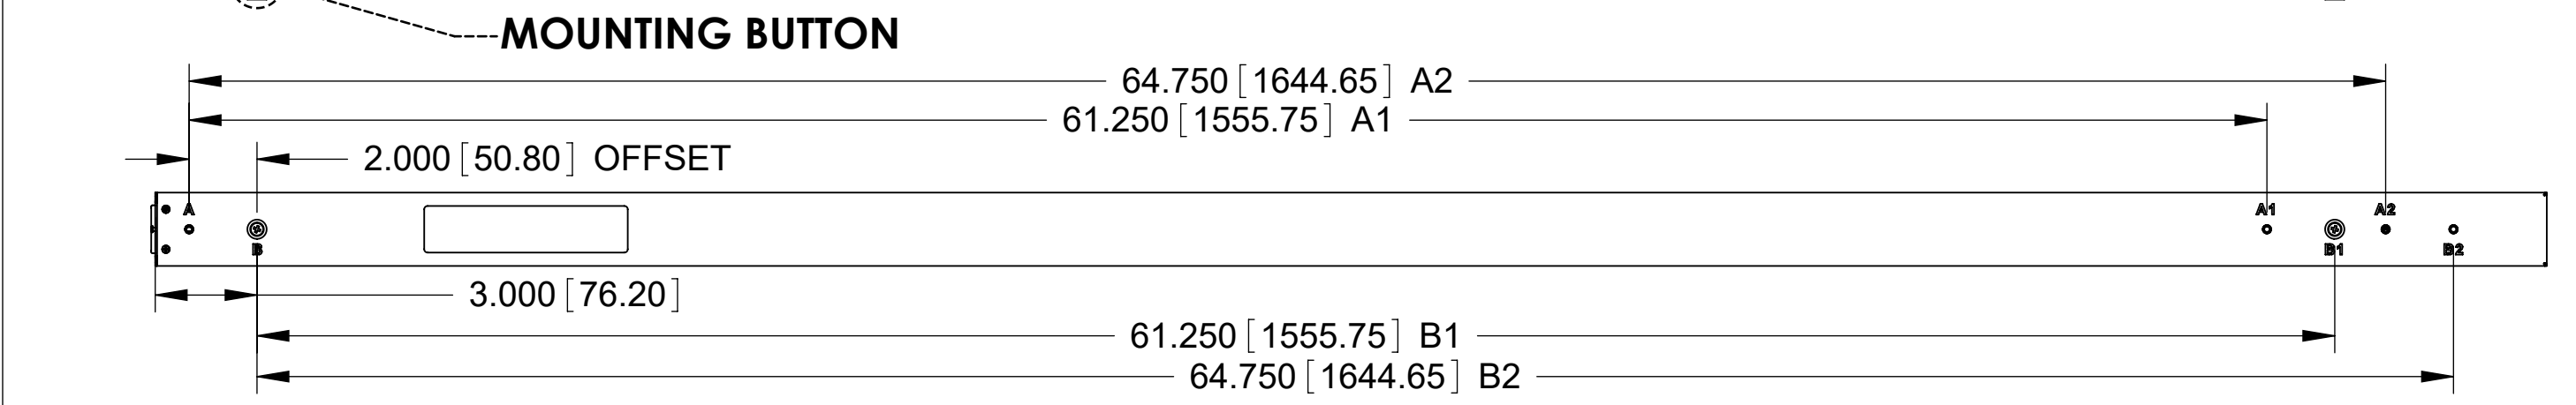 MOUNTING BUTTON
64.750 [1644.65] A2
61.250 [1555.75] A1
2.000 [50.80] OFFSET
A
A1
A2
B
B1
B2
3.000 [76.20]
61.250 [1555.75] B1
64.750 [1644.65] B2